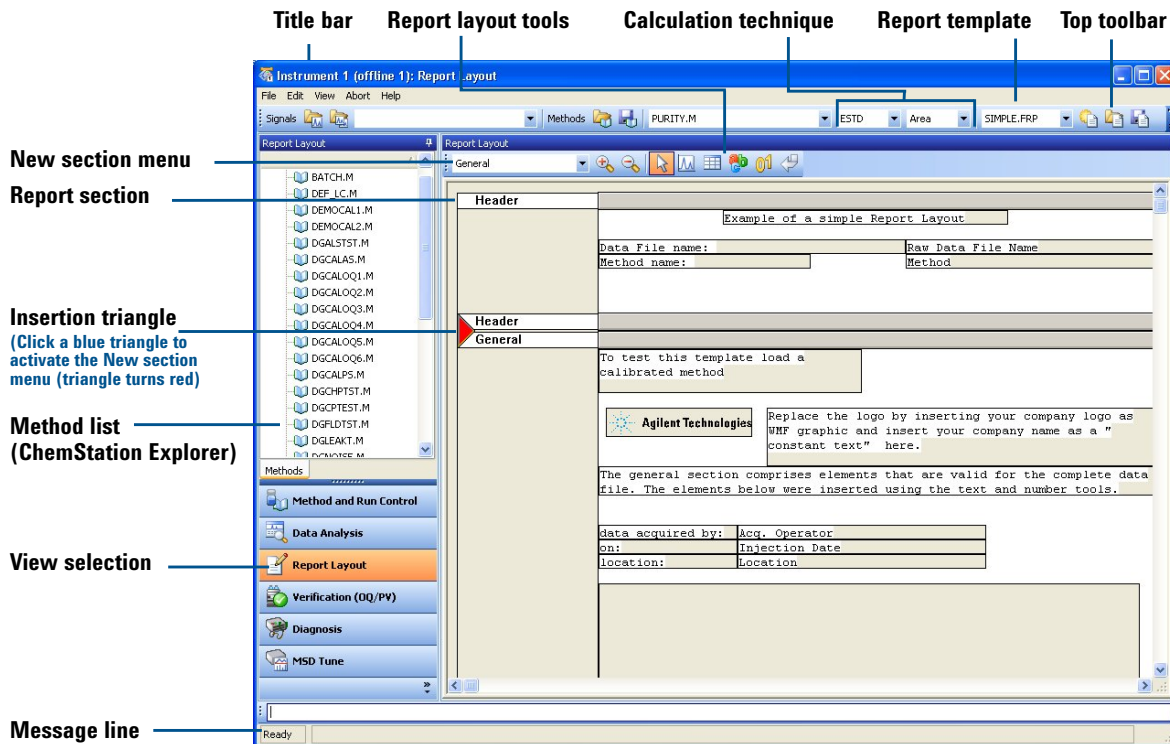 Title bar
Report layout tools
Calculation technique
Report template
Top toolbar
Instrument 1 (offline 1): Report Layout
File Edit View Abort Help
Signals
Methods
PURITY.M
ESTD
Area
SIMPLE.FRP
Report Layout
Report Layout
New section menu
General
Report section
BATCH.M
DEF_LC.M
DEMOCAL1.M
DEMOCAL2.M
DGALSTST.M
DGCALAS.M
DGCALOQ1.M
DGCALOQ2.M
DGCALOQ3.M
DGCALOQ4.M
DGCALOQ5.M
DGCALOQ6.M
DGCALPS.M
DGCHPTST.M
DGCPTEST.M
DGFLDTST.M
DGLEAKT.M
DGNOISE.M
Methods
Header
Example of a simple Report Layout
Data File name:
Raw Data File Name
Method name:
Method
Insertion triangle
(Click a blue triangle to
activate the New section
menu (triangle turns red)
Header
General
To test this template load a
calibrated method
Agilent Technologies
Replace the logo by inserting your company logo as
WMF graphic and insert your company name as a "
constant text" here.
Method list
(ChemStation Explorer)
The general section comprises elements that are valid for the complete data
file. The elements below were inserted using the text and number tools.
data acquired by:
Acq. Operator
on:
Injection Date
location:
Location
Method and Run Control
Data Analysis
View selection
Report Layout
Verification (OQ/PV)
Diagnosis
MSD Tune
Message line
Ready